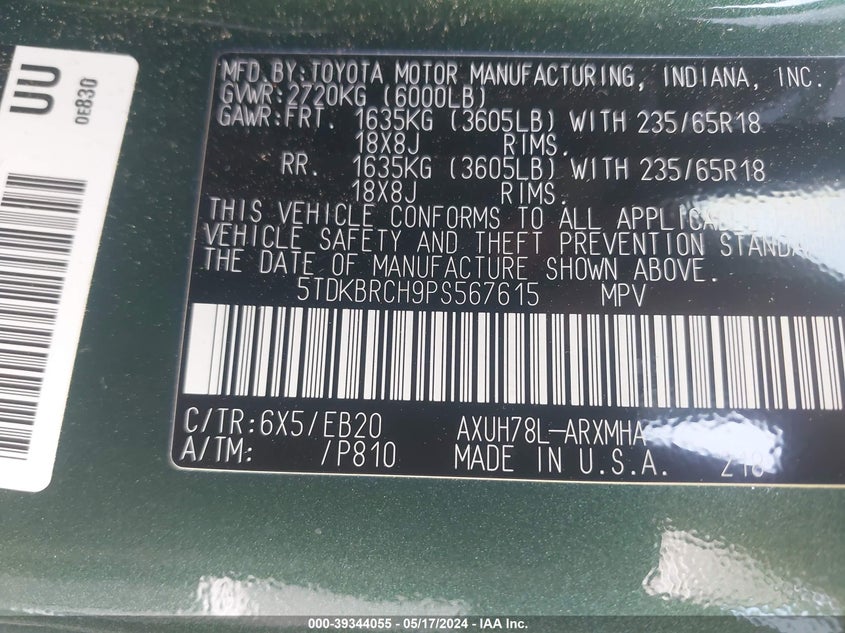 UU
0E830
MFD.BY:TOYOTA MOTOR MANUFACTURING, INDIANA, INC.
GVWR:2720KG (6000LB)
GAWR:FRT. 1635KG (3605LB) WITH 235/65R18
18X8J RIMS.
RR. 1635KG (3605LB) WITH 235/65R18
18X8J RIMS.
THIS VEHICLE CONFORMS TO ALL APPLICABLE
VEHICLE SAFETY AND THEFT PREVENTION STANDA
THE DATE OF MANUFACTURE SHOWN ABOVE.
5TDKBRCH9PS567615 MPV
C/TR:6X5/EB20 AXUH78L-ARXMHA
A/TM: /P810 MADE IN U.S.A.
000-39344055 - 05/17/2024 - IAA Inc.